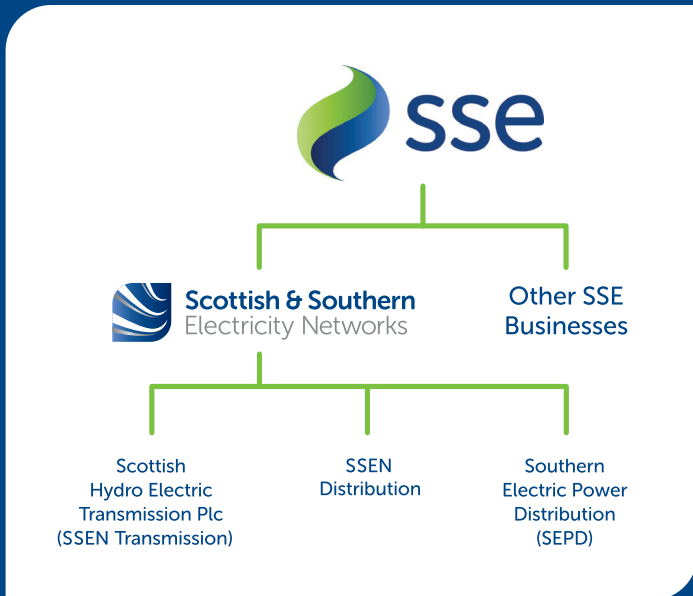 sse
Scottish & Southern
Electricity Networks
Other SSE
Businesses
Scottish
Hydro Electric
Transmission Plc
(SSEN Transmission)
SSEN
Distribution
Southern
Electric Power
Distribution
(SEPD)